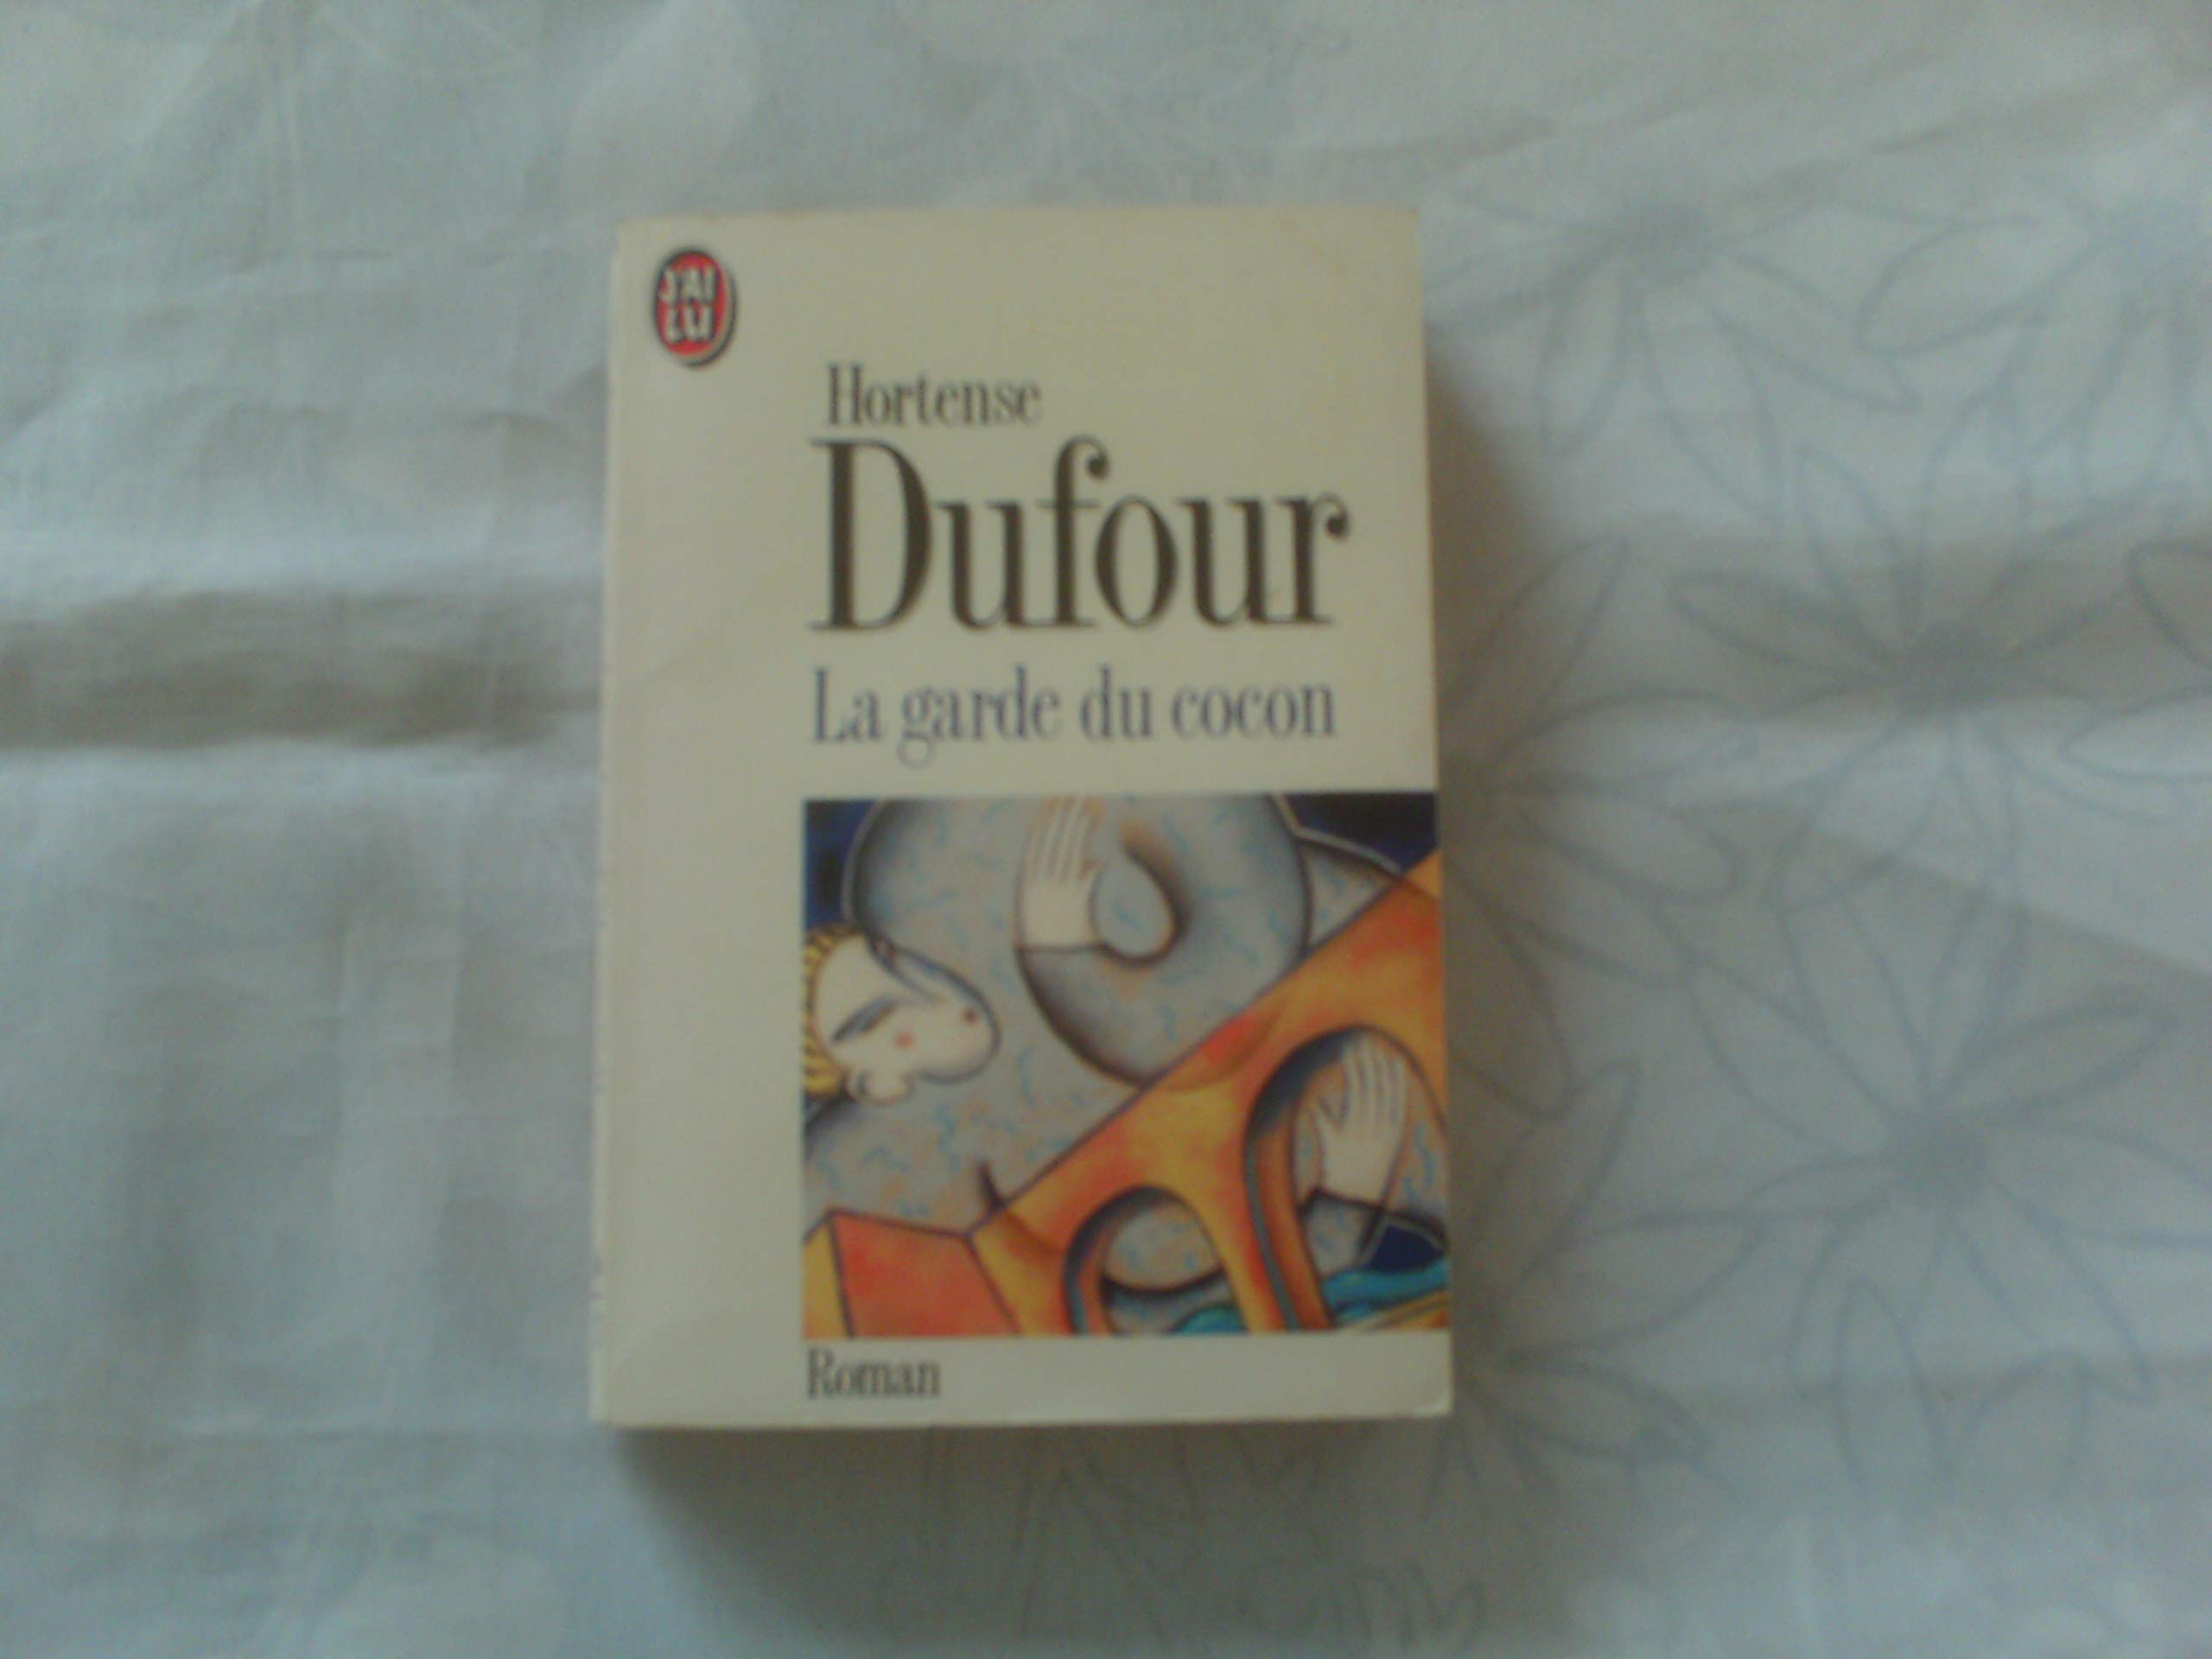 J'AI
LU
Hortense
Dufour
La garde du cocon
Roman